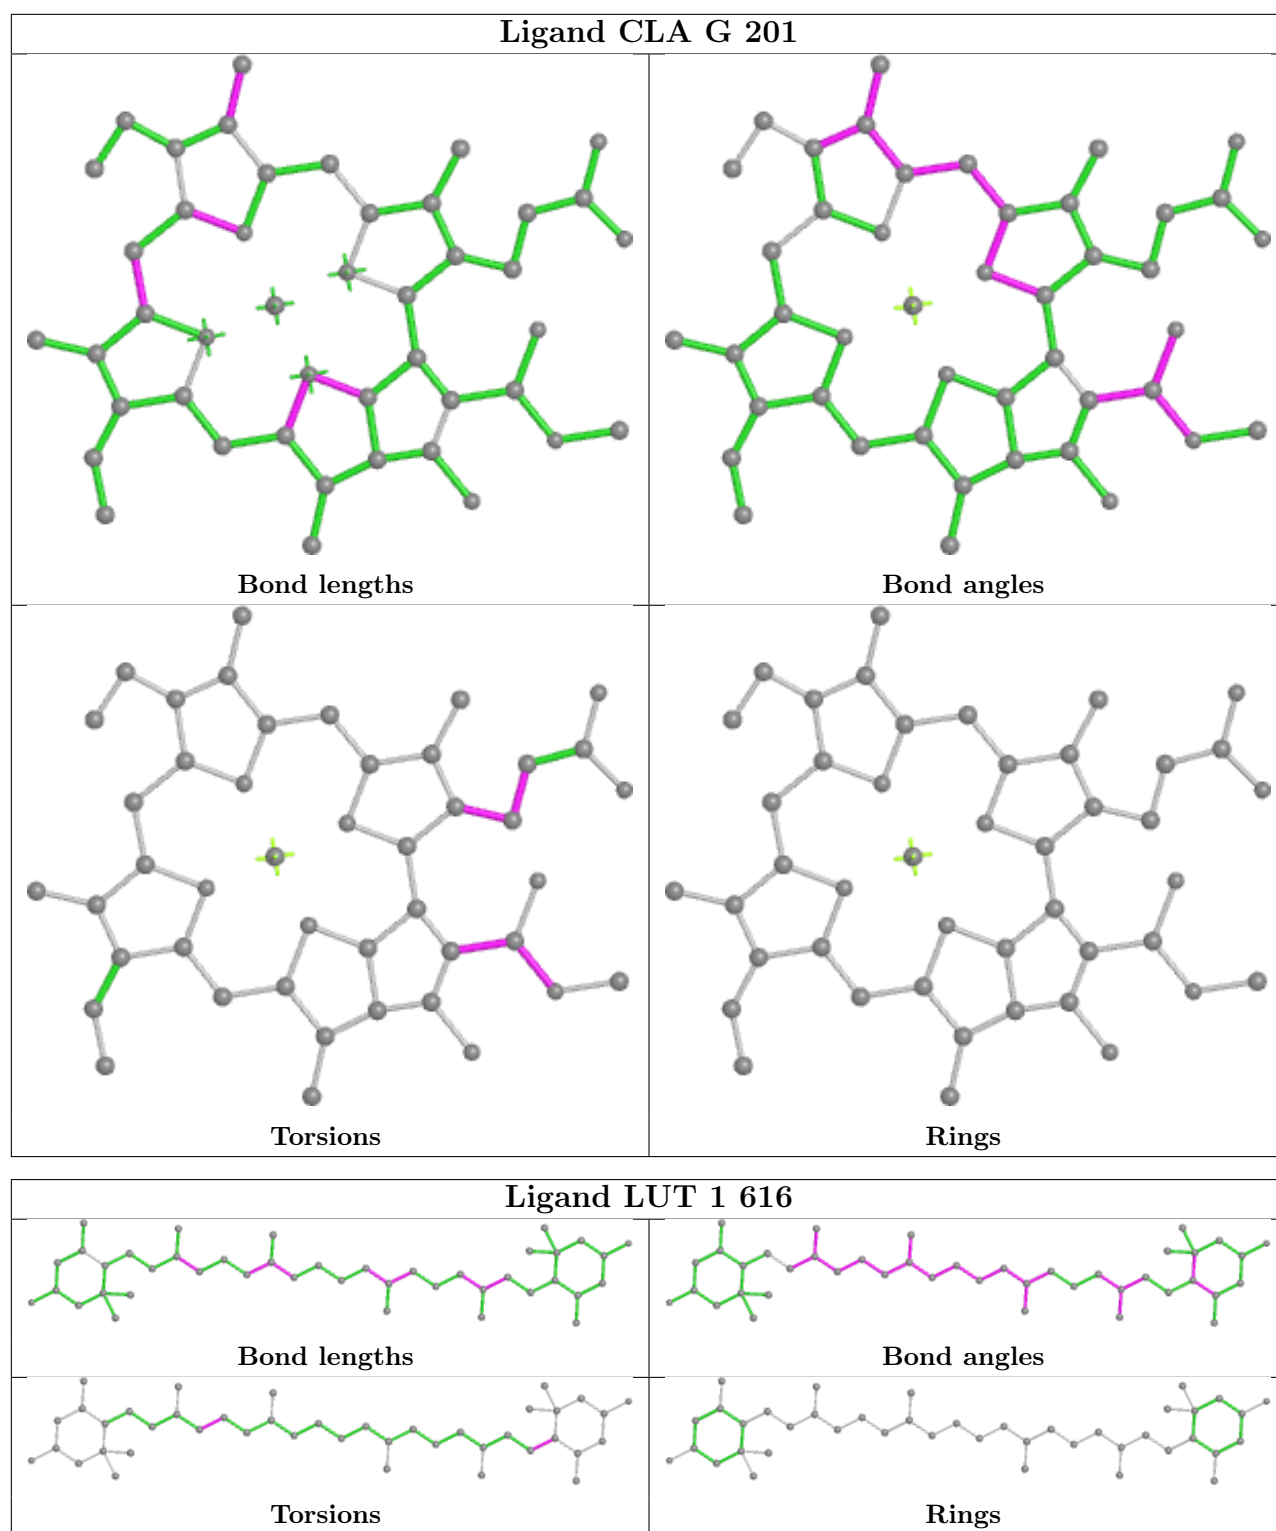 Ligand CLA G 201
Bond lengths
Bond angles
Torsions
Rings
Ligand LUT 1 616
Bond lengths
Bond angles
Torsions
Rings